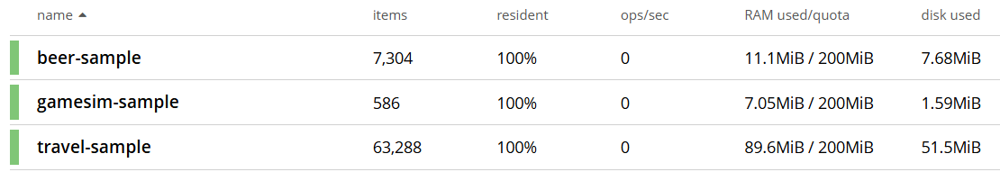 name items resident ops/sec RAM used/quota disk used
beer-sample 7,304 100% 0 11.1MiB / 200MiB 7.68MiB
gamesim-sample 586 100% 0 7.05MiB / 200MiB 1.59MiB
travel-sample 63,288 100% 0 89.6MiB / 200MiB 51.5MiB